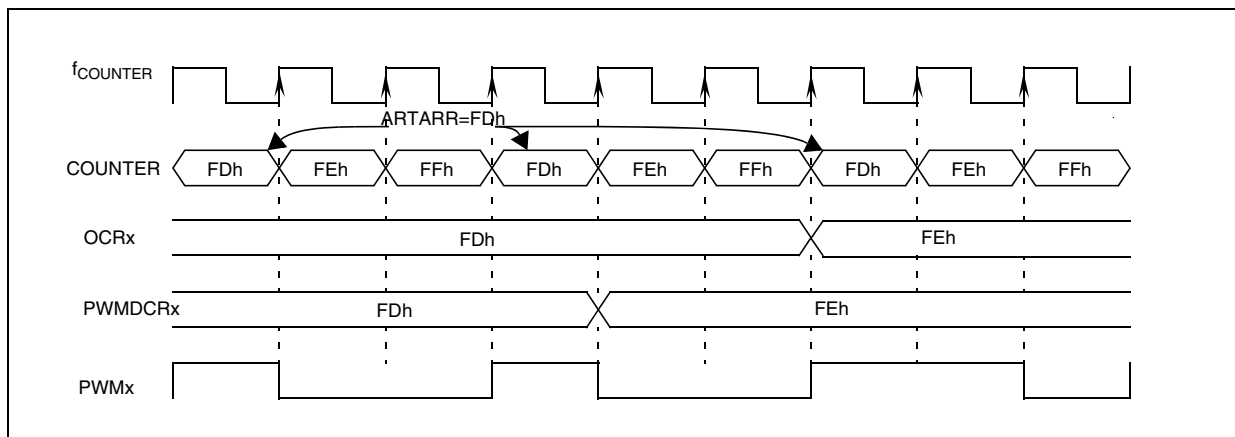 fCOUNTER
ARTARR=FDh
COUNTER FDh FEh FFh FDh FEh FFh FDh FEh FFh
OCRx FDh FEh
PWMDCRx FDh FEh
PWMx